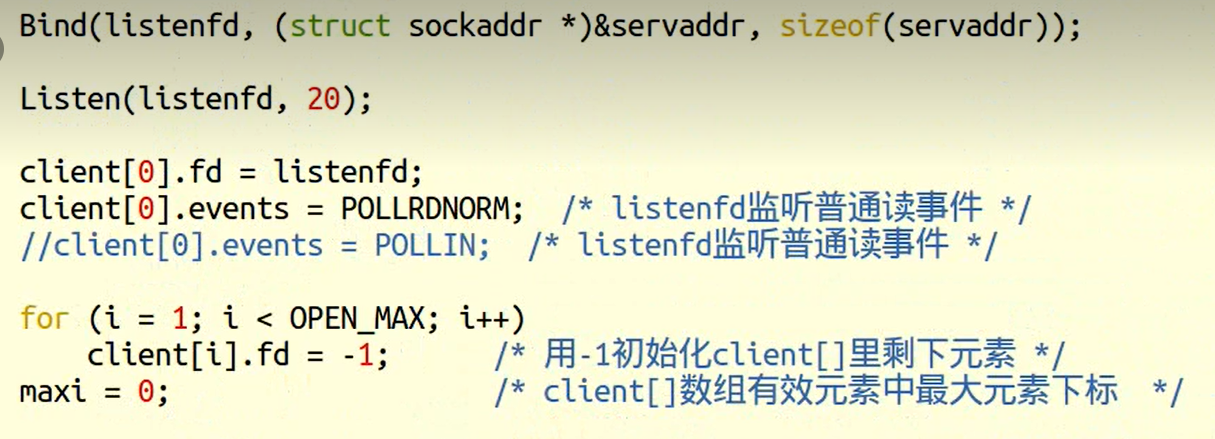 Bind(listenfd, (struct sockaddr *)&servaddr, sizeof(servaddr));
Listen(listenfd, 20);
client[0].fd = listenfd;
client[0].events = POLLRDNORM;  /* listenfd监听普通读事件 */
//client[0].events = POLLIN;  /* listenfd监听普通读事件 */
for (i = 1; i < OPEN_MAX; i++)
    client[i].fd = -1;      /* 用-1初始化client[]里剩下元素 */
maxi = 0;                   /* client[]数组有效元素中最大元素下标  */